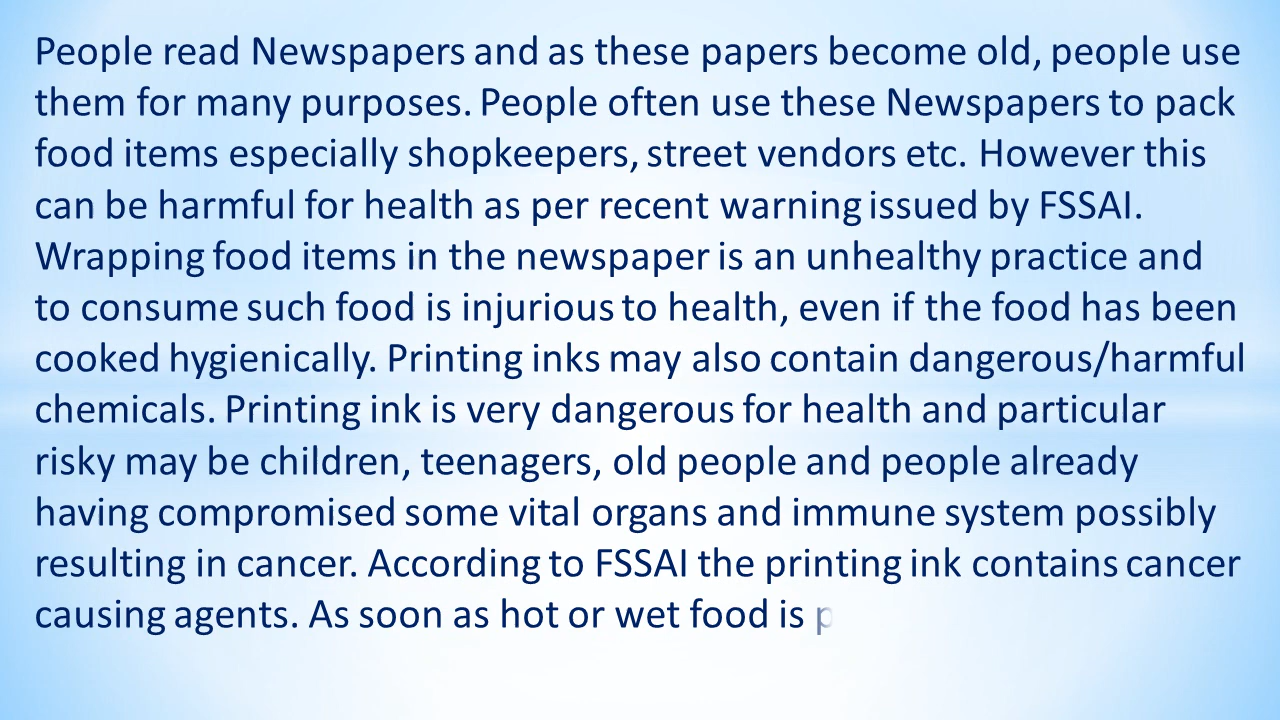 People read Newspapers and as these papers become old, people use
them for many purposes. People often use these Newspapers to pack
food items especially shopkeepers, street vendors etc. However this
can be harmful for health as per recent warning issued by FSSAI.
Wrapping food items in the newspaper is an unhealthy practice and
to consume such food is injurious to health, even if the food has been
cooked hygienically. Printing inks may also contain dangerous/harmful
chemicals. Printing ink is very dangerous for health and particular
risky may be children, teenagers, old people and people already
having compromised some vital organs and immune system possibly
resulting in cancer. According to FSSAI the printing ink contains cancer
causing agents. As soon as hot or wet food is